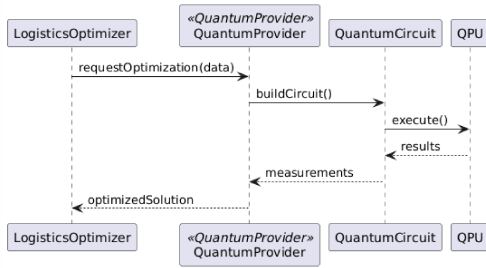 LogisticsOptimizer
«QuantumProvider»
QuantumProvider
QuantumCircuit
QPU
requestOptimization(data)
buildCircuit()
execute()
results
measurements
optimizedSolution
LogisticsOptimizer
«QuantumProvider»
QuantumProvider
QuantumCircuit
QPU